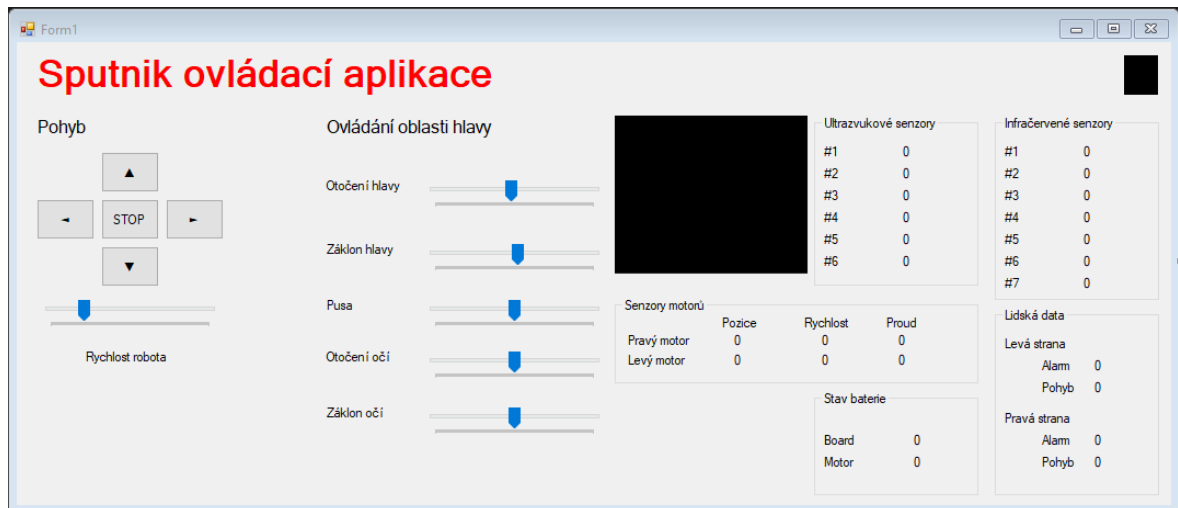 Form1
Sputnik ovládací aplikace
Pohyb
▲
◄ STOP ►
▼
Rychlost robota
Ovládání oblasti hlavy
Otočení hlavy
Záklon hlavy
Pusa
Otočení očí
Záklon očí
Ultrazvukové senzory
#1 0
#2 0
#3 0
#4 0
#5 0
#6 0
Infračervené senzory
#1 0
#2 0
#3 0
#4 0
#5 0
#6 0
#7 0
Senzory motorů
Pozice Rychlost Proud
Pravý motor 0 0 0
Levý motor 0 0 0
Stav baterie
Board 0
Motor 0
Lidská data
Levá strana
Alarm 0
Pohyb 0
Pravá strana
Alarm 0
Pohyb 0